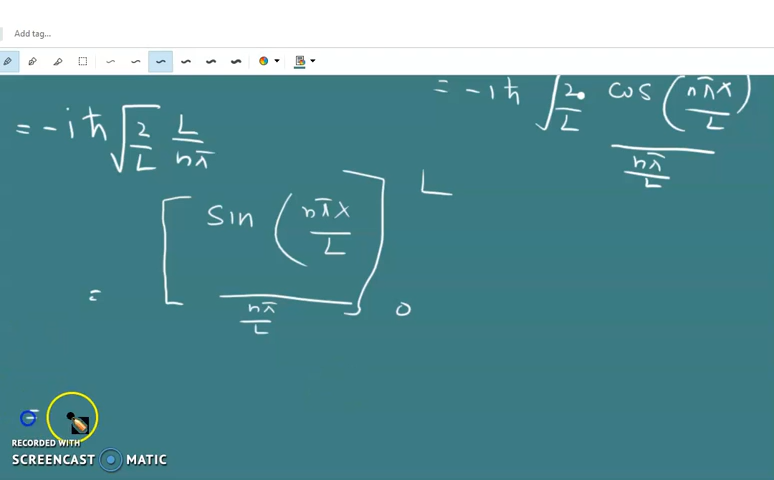 Add tag...
= -iħ √(2/L) cos (nπx/L) / (nπ/L)
= -iħ √(2/L) L/nπ
[ sin (nπx/L) / (nπ/L) ] L 0
=
=
RECORDED WITH
SCREENCAST MATIC